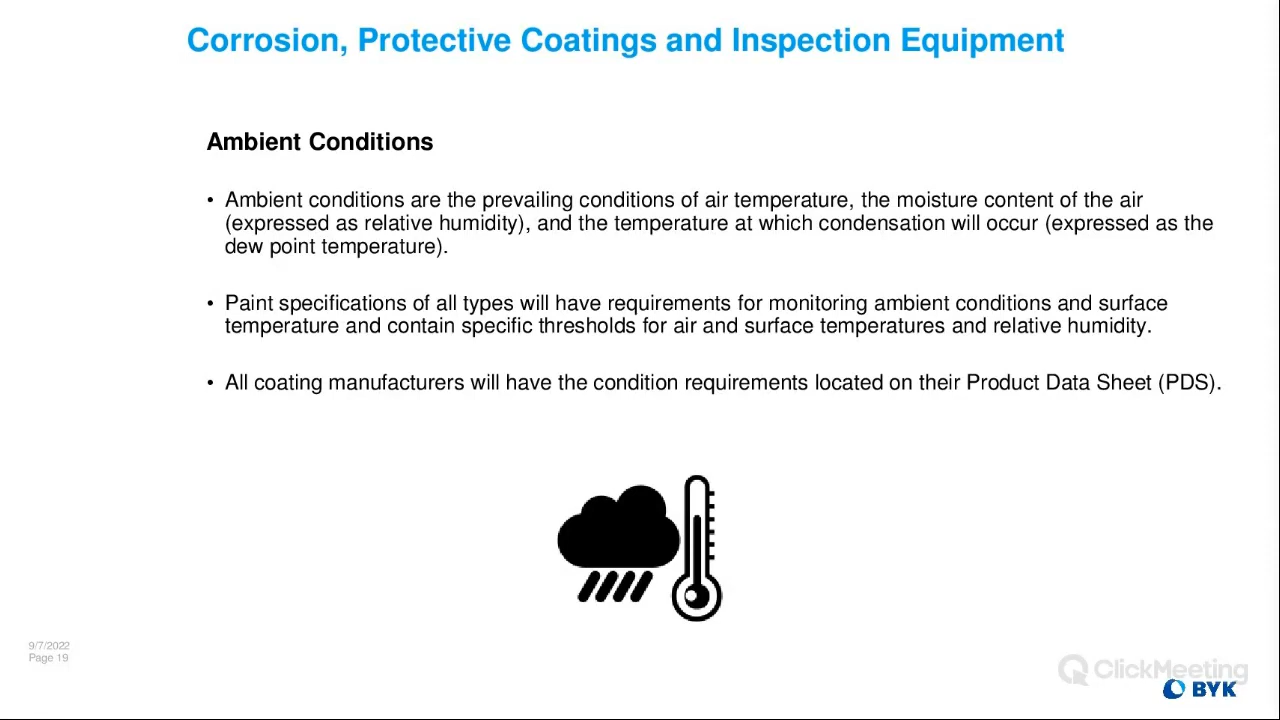 Corrosion, Protective Coatings and Inspection Equipment
Ambient Conditions
• Ambient conditions are the prevailing conditions of air temperature, the moisture content of the air
(expressed as relative humidity), and the temperature at which condensation will occur (expressed as the
dew point temperature).
• Paint specifications of all types will have requirements for monitoring ambient conditions and surface
temperature and contain specific thresholds for air and surface temperatures and relative humidity.
• All coating manufacturers will have the condition requirements located on their Product Data Sheet (PDS).
9/7/2022
Page 19
ClickMeeting
BYK